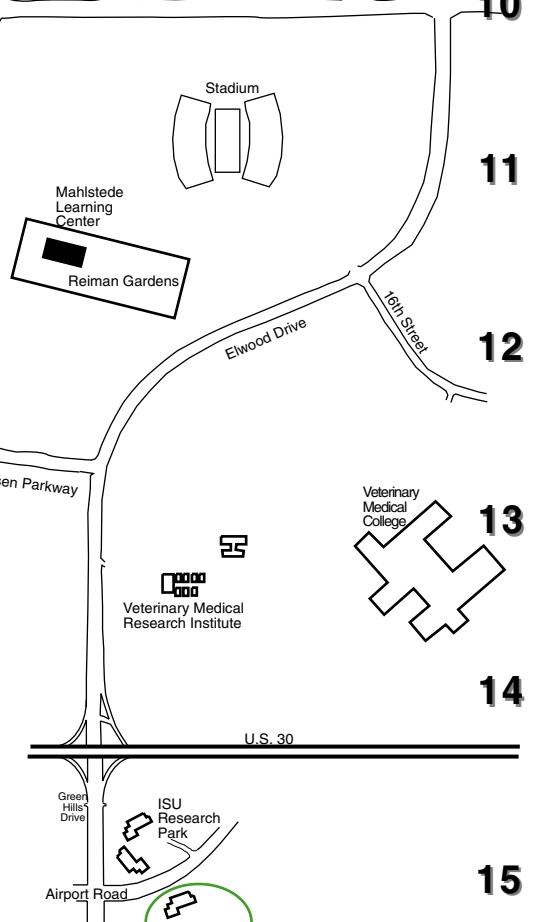 10
Stadium
11
Mahlstede
Learning
Center
Reiman Gardens
16th Street
12
Elwood Drive
sen Parkway
Veterinary
Medical
College
13
Veterinary Medical
Research Institute
14
U.S. 30
Green
Hills
Drive
ISU
Research
Park
15
Airport Road